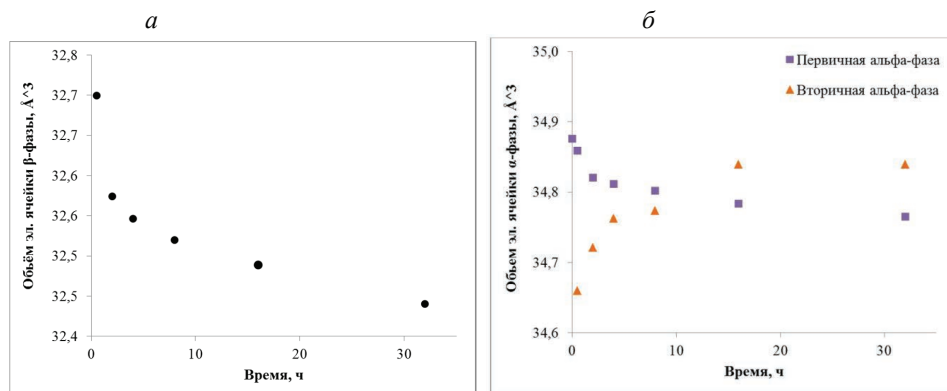 а
б
Объём эл. ячейки β-фазы, Å^3
32,8
32,7
32,7
32,6
32,6
32,5
32,5
32,4
0
10
20
30
Время, ч
Объем эл. ячейки α-фазы, Å^3
35,0
34,9
34,8
34,7
34,6
0
10
20
30
Время, ч
Первичная альфа-фаза
Вторичная альфа-фаза